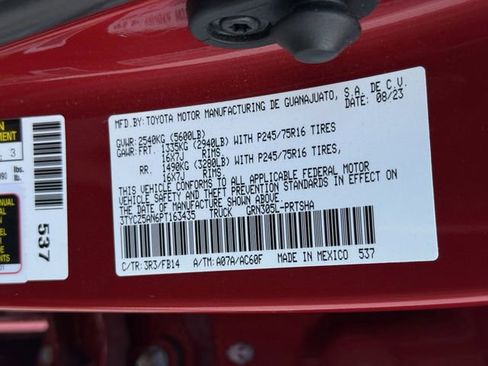 MFD.BY:TOYOTA MOTOR MANUFACTURING DE GUANAJUATO, S.A. DE C.V.
DATE: 08/23
GVWR:2540KG (5600LB)
GAWR:FRT. 1335KG (2940LB) WITH P245/75R16 TIRES
16X7J RIMS
RR. 1490KG (3280LB) WITH P245/75R16 TIRES,
16X7J RIMS
THIS VEHICLE CONFORMS TO ALL APPLICABLE FEDERAL MOTOR
VEHICLE SAFETY AND THEFT PREVENTION STANDARDS IN EFFECT ON
THE DATE OF MANUFACTURE SHOWN ABOVE.
3TYCZ5AN6PT163435 TRUCK GRN305L-PRTSHA
C/TR:3R3/FB14 A/TM:A07A/AC60F MADE IN MEXICO 537
537
3
lbs.